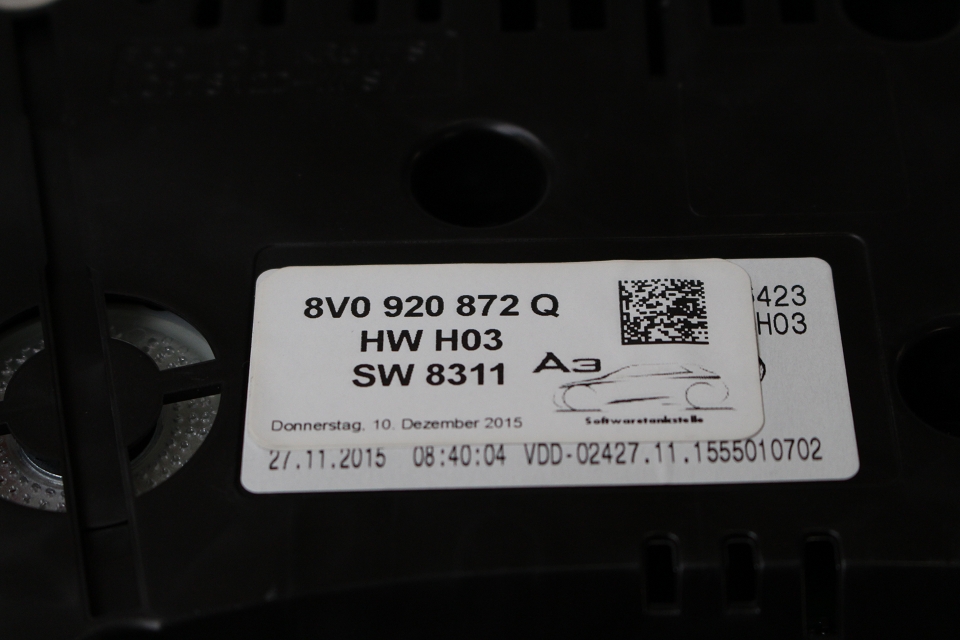 8V0 920 872 Q
HW H03
SW 8311
A3
Softwaretankstelle
Donnerstag, 10. Dezember 2015
423
H03
27.11.2015 08:40:04 VDD-02427.11.1555010702